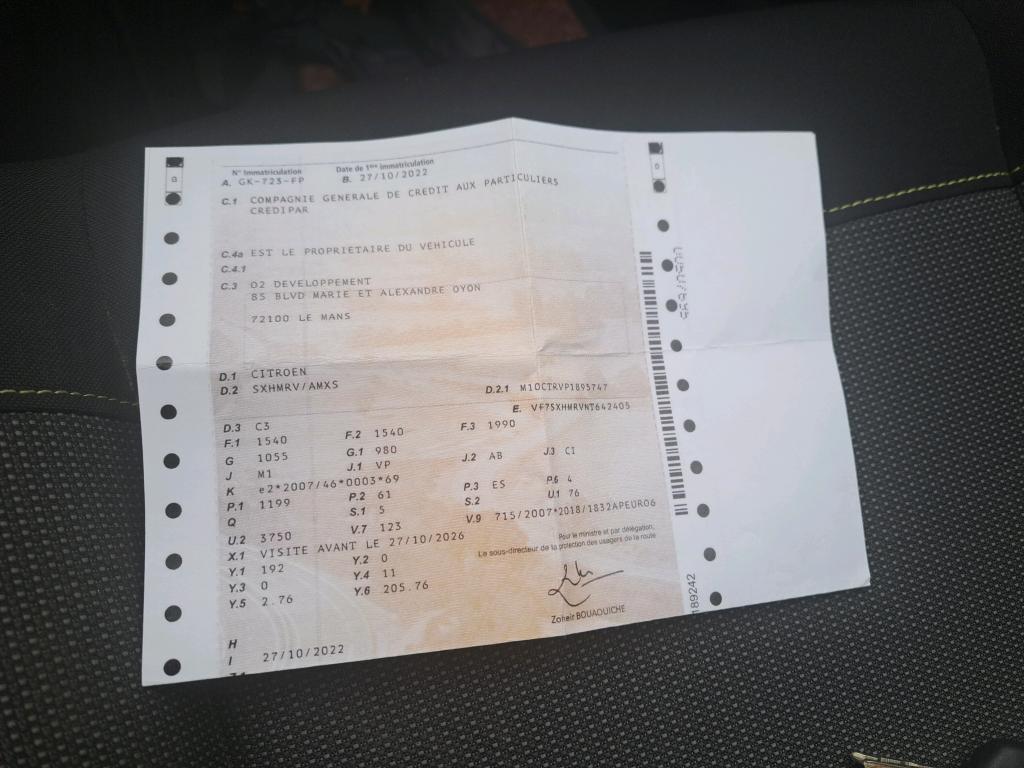 N° Immatriculation Date de 1ère immatriculation
A. GK-723-FP B. 27/10/2022
C.1 COMPAGNIE GENERALE DE CREDIT AUX PARTICULIERS
CREDIPAR
C.4a EST LE PROPRIETAIRE DU VEHICULE
C.4.1
C.3 O2 DEVELOPPEMENT
85 BLVD MARIE ET ALEXANDRE OYON
72100 LE MANS
D.1 CITROEN
D.2 SXHMRV/AMXS D.2.1 M10CTRVP1895747
E. VF7SXHMRVNT642405
D.3 C3
F.1 1540 F.2 1540 F.3 1990
G 1055 G.1 980
J M1 J.1 VP J.2 AB J.3 CI
K e2*2007/46*0003*69
P.1 1199 P.2 61 P.3 ES P.6 4
Q S.1 5 S.2 U.1 76
U.2 3750 V.7 123 V.9 715/2007*2018/1832APEURO6
X.1 VISITE AVANT LE 27/10/2026
Y.1 192 Y.2 0
Y.3 0 Y.4 11
Y.5 2.76 Y.6 205.76
Pour le ministre et par délégation,
Le sous-directeur de la protection des usagers de la route
Zoheir BOUAOUICHE
H
I 27/10/2022
189242